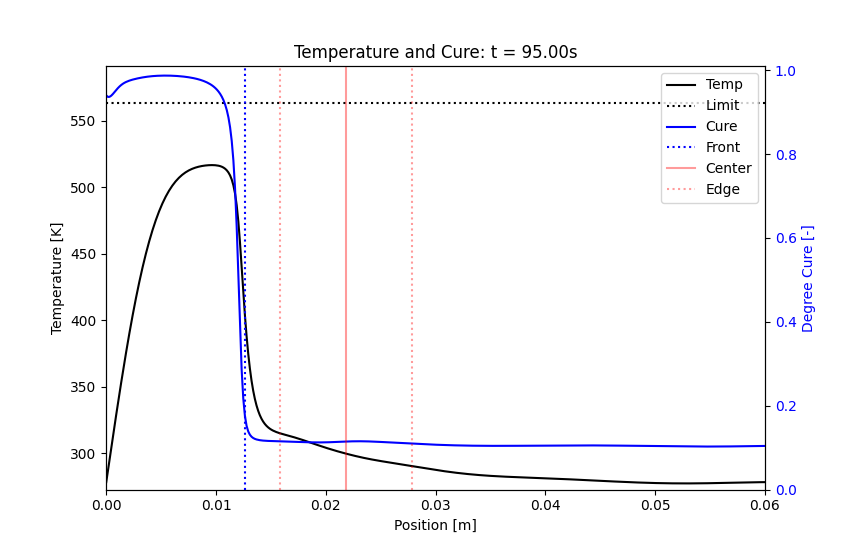 Temperature and Cure: t = 95.00s
Temperature [K]
550
500
450
400
350
300
0.00
0.01
0.02
0.03
0.04
0.05
0.06
Position [m]
1.0
0.8
0.6
0.4
0.2
0.0
Degree Cure [-]
Temp
Limit
Cure
Front
Center
Edge